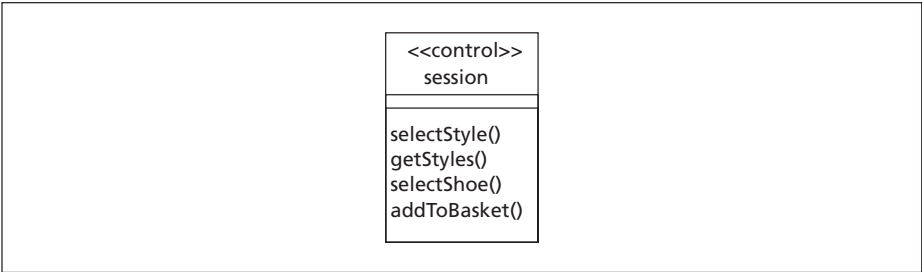 <<control>>
session
selectStyle()
getStyles()
selectShoe()
addToBasket()